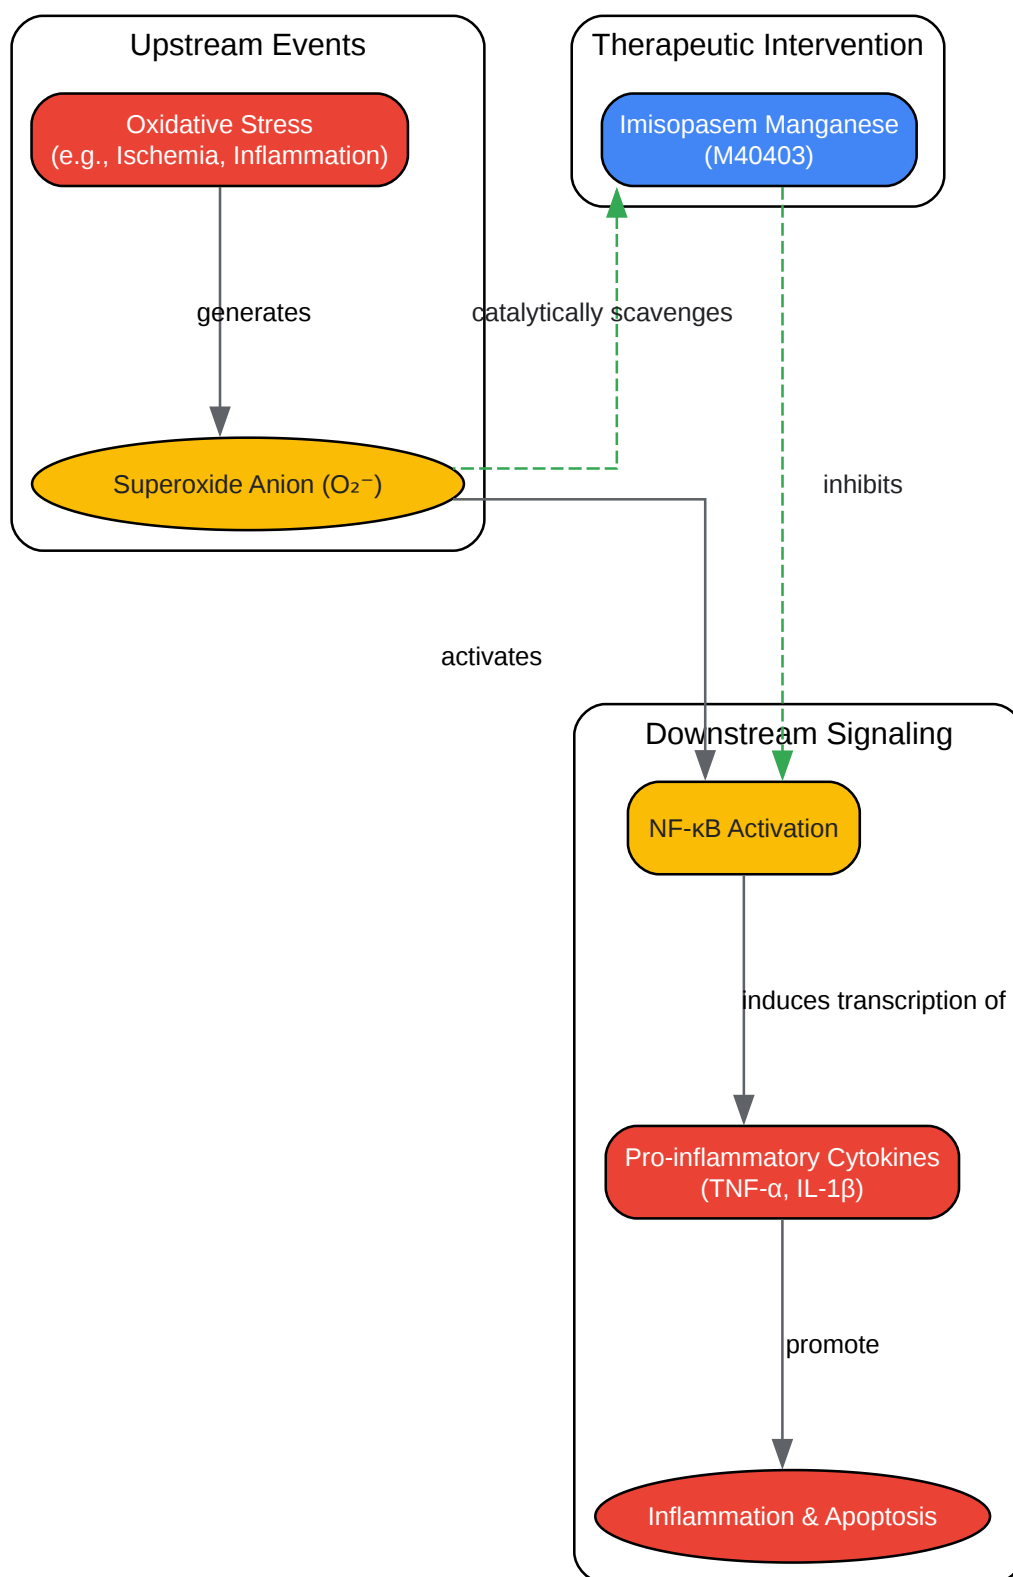 Upstream Events
Therapeutic Intervention
Oxidative Stress
(e.g., Ischemia, Inflammation)
Imisopasem Manganese
(M40403)
generates
catalytically scavenges
Superoxide Anion (O₂⁻)
inhibits
activates
Downstream Signaling
NF-κB Activation
induces transcription of
Pro-inflammatory Cytokines
(TNF-α, IL-1β)
promote
Inflammation & Apoptosis